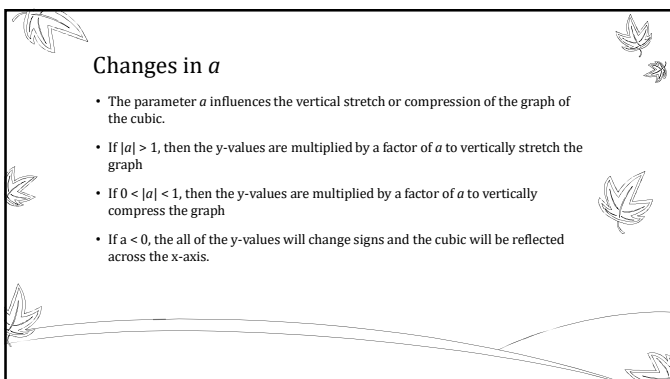 Changes in a
• The parameter a influences the vertical stretch or compression of the graph of
the cubic.
• If |a| > 1, then the y-values are multiplied by a factor of a to vertically stretch the
graph
• If 0 < |a| < 1, then the y-values are multiplied by a factor of a to vertically
compress the graph
• If a < 0, the all of the y-values will change signs and the cubic will be reflected
across the x-axis.